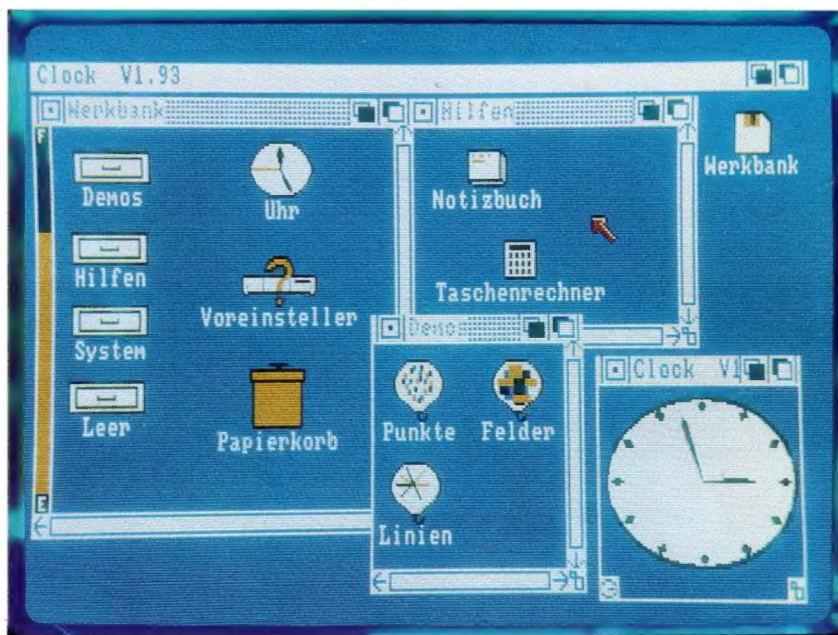 Clock V1.93
Werkbank
Hilfen
F
Demos
Uhr
Hilfen
Voreinsteller
System
Leer
Papierkorb
E
Notizbuch
Taschenrechner
Werkbank
Demos
Punkte
Felder
Linien
Clock V1